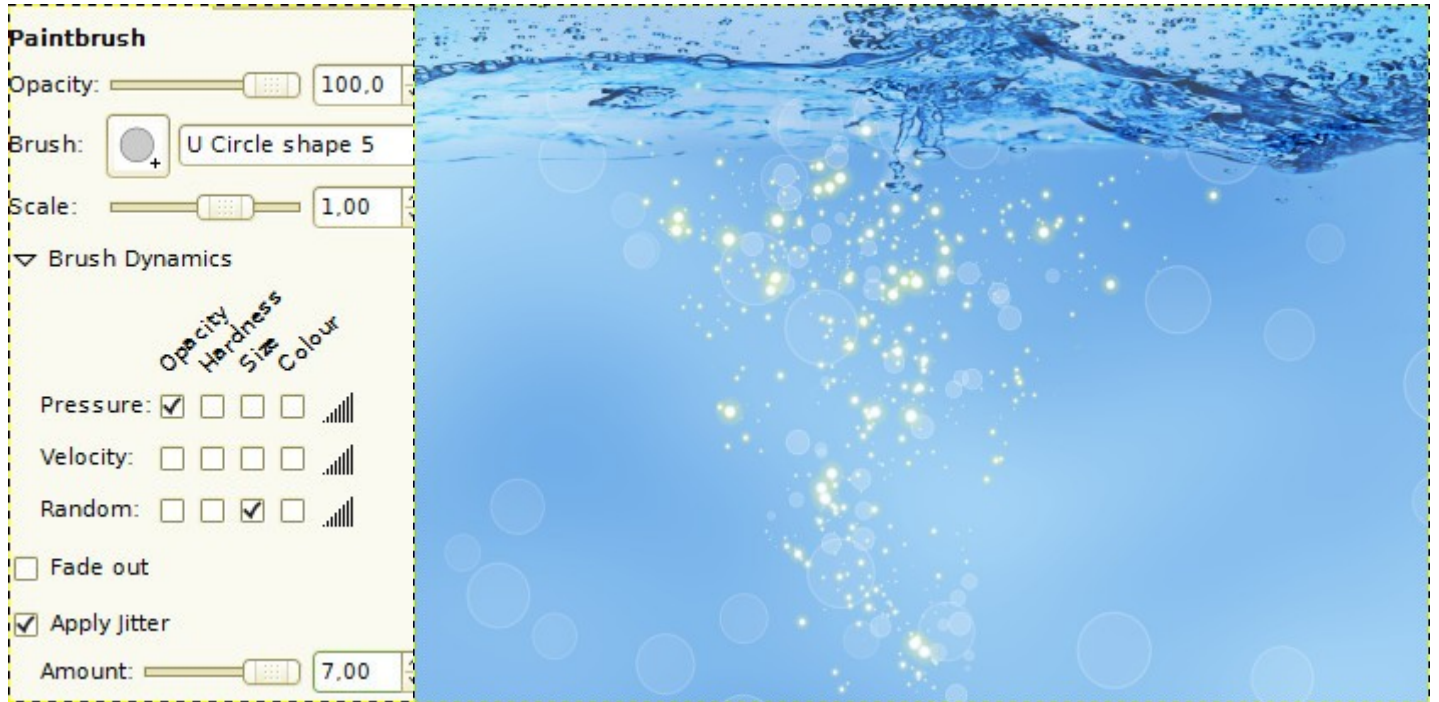 Paintbrush
Opacity: 100,0
Brush: U Circle shape 5
Scale: 1,00
Brush Dynamics
Opacity Hardness Size Colour
Pressure:
Velocity:
Random:
Fade out
Apply Jitter
Amount: 7,00